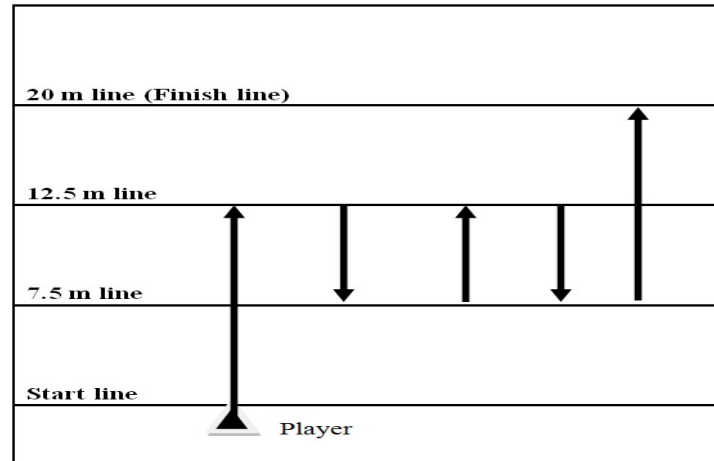 20 m line (Finish line)
12.5 m line
7.5 m line
Start line
Player